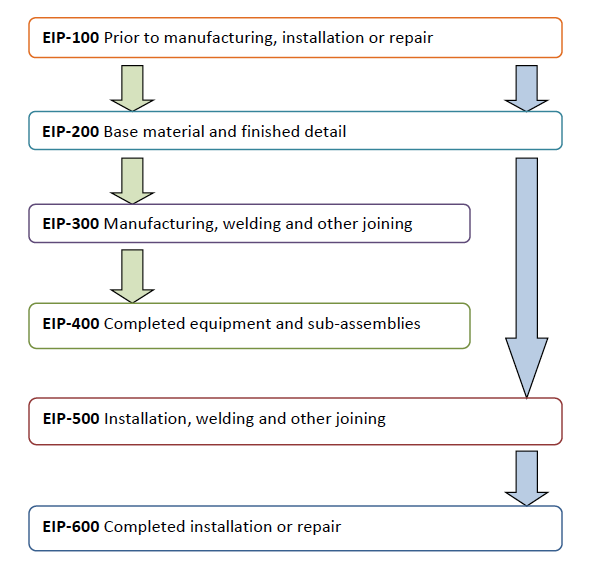 EIP-100 Prior to manufacturing, installation or repair
EIP-200 Base material and finished detail
EIP-300 Manufacturing, welding and other joining
EIP-400 Completed equipment and sub-assemblies
EIP-500 Installation, welding and other joining
EIP-600 Completed installation or repair